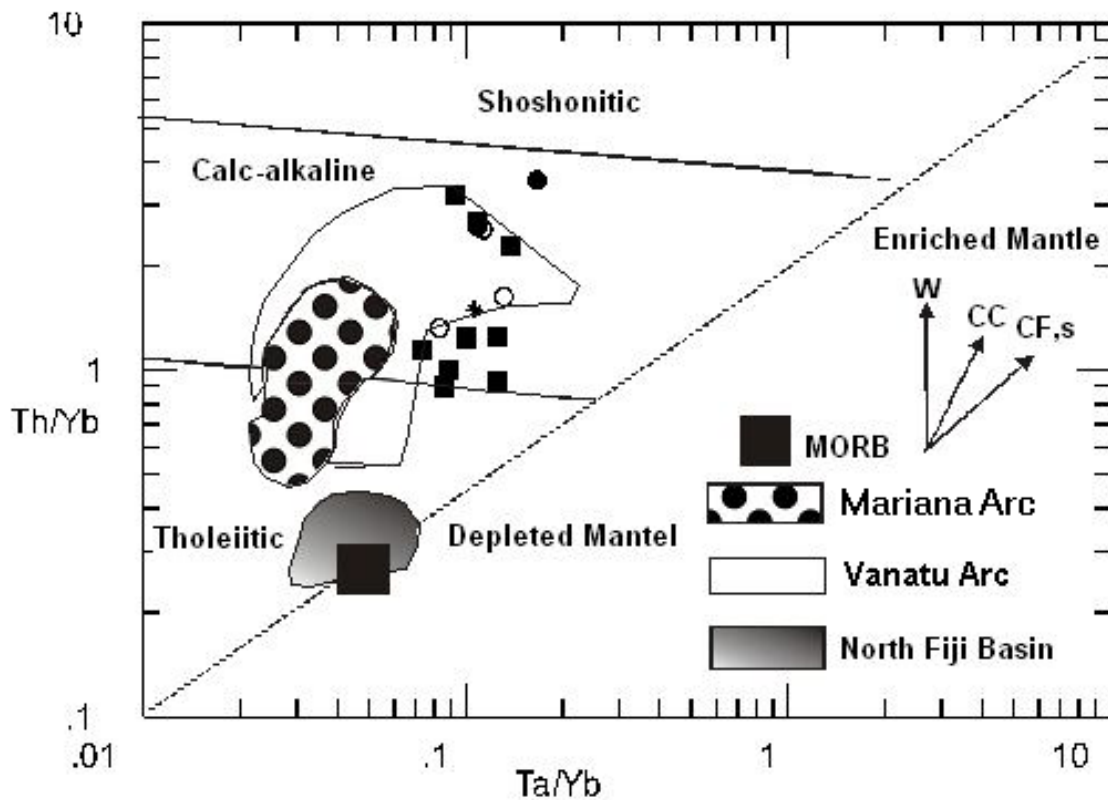 10
Shoshonitic
Calc-alkaline
Enriched Mantle
W
CC
CF,s
1
Th/Yb
MORB
Mariana Arc
Tholeiitic
Depleted Mantel
Vanatu Arc
North Fiji Basin
.1
.01
.1
1
10
Ta/Yb